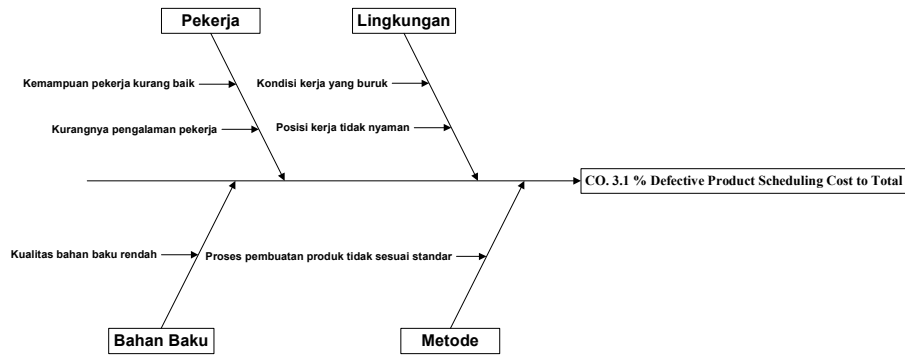 Pekerja
Lingkungan
Kemampuan pekerja kurang baik
Kondisi kerja yang buruk
Kurangnya pengalaman pekerja
Posisi kerja tidak nyaman
CO. 3.1 % Defective Product Scheduling Cost to Total
Kualitas bahan baku rendah
Proses pembuatan produk tidak sesuai standar
Bahan Baku
Metode